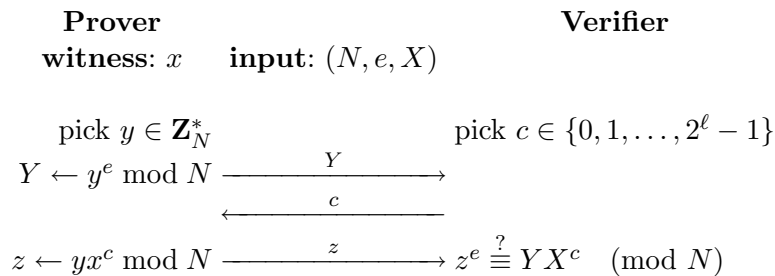 Prover Verifier
witness: x input: (N, e, X)
pick y ∈ Z*_N pick c ∈ {0, 1, …, 2^ℓ − 1}
Y ← y^e mod N Y
c
z ← yx^c mod N z z^e ≟≡ YX^c (mod N)